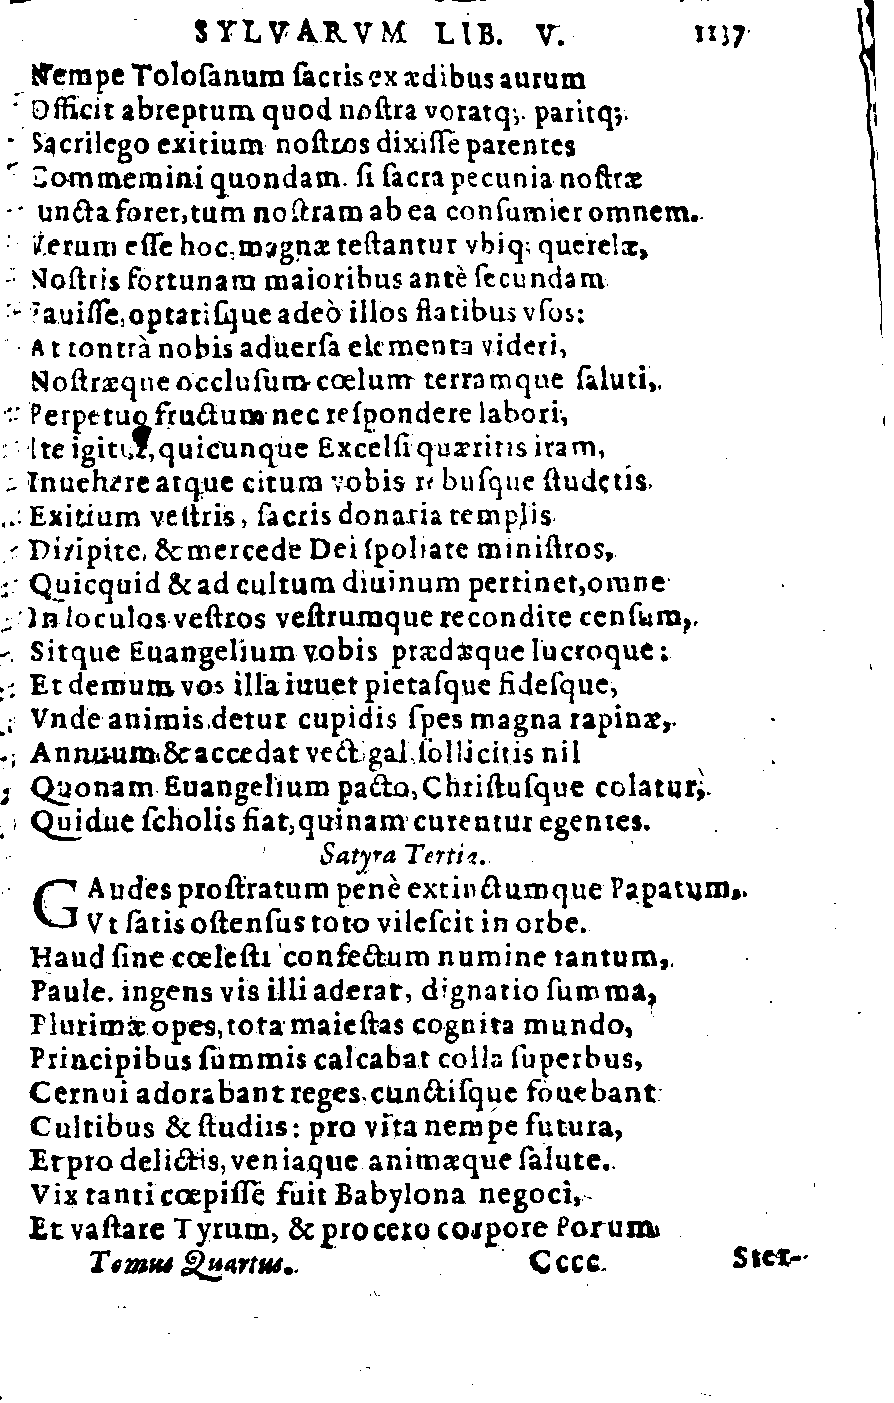 SYLVARVM LIB. V. 1137
Nempe Toloſanum ſacris ex ædibus aurum
Officit abreptum quod noſtra voratq;. paritq;.
Sacrilego exitium noſtros dixiſſe parentes
Commemini quondam. ſi ſacra pecunia noſtræ
uncta foret, tum noſtram ab ea conſumier omnem.
Verum eſſe hoc, magnæ teſtantur vbiq; querelæ,
Noſtris fortunam maioribus antè ſecundam
Fauiſſe, optatiſque adeò illos flatibus vſos:
At contrà nobis aduerſa elementa videri,
Noſtræque occluſum cœlum terramque ſaluti,
Perpetuo fructum nec reſpondere labori,
Ite igitur, quicunque Excelſi quæritis iram,
Inuehere atque citum vobis rebuſque ſtudetis.
Exitium veſtris, ſacris donaria templis
Diripite, & mercede Dei ſpoliate miniſtros,
Quicquid & ad cultum diuinum pertinet, omne
In loculos veſtros veſtrumque recondite cenſum,
Sitque Euangelium vobis prædæque lucroque:
Et demum vos illa iuuet pietaſque fideſque,
Vnde animis detur cupidis ſpes magna rapinæ,
Annuum & accedat vectigal, ſollicitis nil
Quonam Euangelium pacto, Chriſtuſque colatur,
Quidue ſcholis fiat, quinam curentur egentes.
Satyra Tertia.
GAudes proſtratum penè extinctumque Papatum,
Vt ſatis oſtenſus toto vileſcit in orbe.
Haud ſine cœleſti confectum numine tantum,
Paule. ingens vis illi aderat, dignatio ſumma,
Plurimæ opes, tota maieſtas cognita mundo,
Principibus ſummis calcabat colla ſuperbus,
Cernui adorabant reges. cunctiſque fouebant
Cultibus & ſtudiis: pro vita nempe futura,
Et pro delictis, veniaque animæque ſalute.
Vix tanti cœpiſſe fuit Babylona negoci,
Et vaſtare Tyrum, & procero corpore Porum
Tomus Quartus. Cccc. Ster-